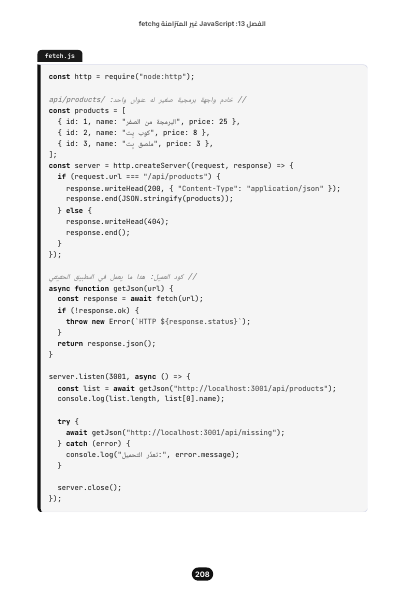 الفصل 13: JavaScript غير المتزامنة وfetch
fetch.js
const http = require("node:http");
// خادم واجهة برمجية صغير له عنوان واحد: /api/products
const products = [
{ id: 1, name: "البرمجة من الصفر", price: 25 },
{ id: 2, name: "كوب بِت", price: 8 },
{ id: 3, name: "ملصق بِت", price: 3 },
];
const server = http.createServer((request, response) => {
if (request.url === "/api/products") {
response.writeHead(200, { "Content-Type": "application/json" });
response.end(JSON.stringify(products));
} else {
response.writeHead(404);
response.end();
}
});
// كود العميل: هذا ما يعمل في التطبيق الحقيقي
async function getJson(url) {
const response = await fetch(url);
if (!response.ok) {
throw new Error(`HTTP ${response.status}`);
}
return response.json();
}
server.listen(3001, async () => {
const list = await getJson("http://localhost:3001/api/products");
console.log(list.length, list[0].name);
try {
await getJson("http://localhost:3001/api/missing");
} catch (error) {
console.log("تعذّر التحميل:", error.message);
}
server.close();
});
208